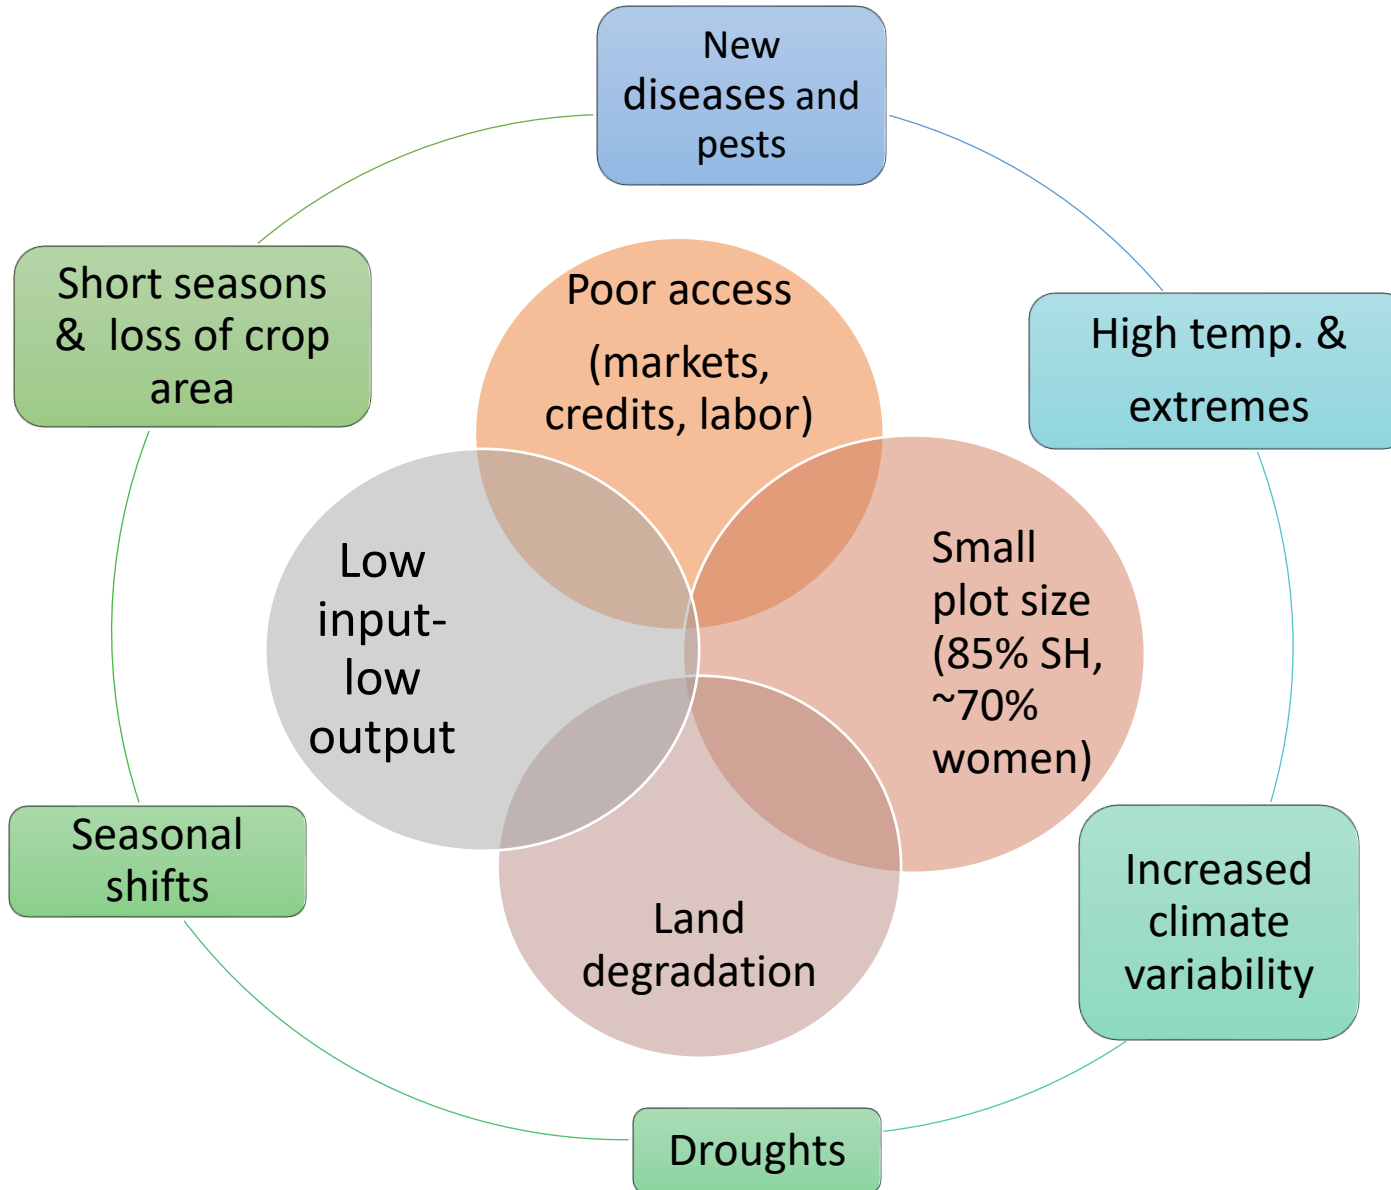 New
diseases and
pests
Short seasons
& loss of crop
area
Poor access
(markets,
credits, labor)
High temp. &
extremes
Low
input-
low
output
Small
plot size
(85% SH,
~70%
women)
Seasonal
shifts
Land
degradation
Increased
climate
variability
Droughts